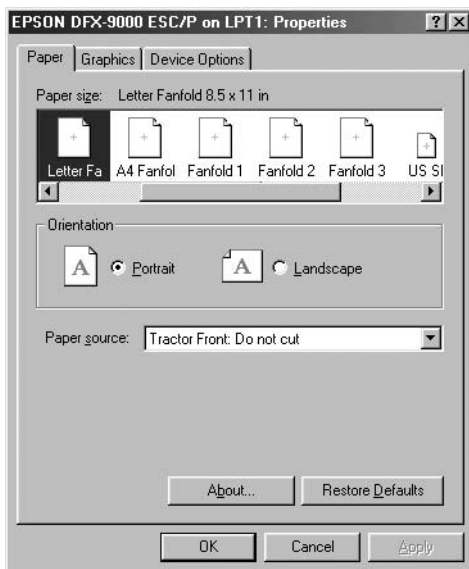 EPSON DFX-9000 ESC/P on LPT1: Properties
Paper Graphics Device Options
Paper size: Letter Fanfold 8.5 x 11 in
Letter Fa A4 Fanfol Fanfold 1 Fanfold 2 Fanfold 3 US Sl
Orientation
A Portrait A Landscape
Paper source: Tractor Front: Do not cut
About... Restore Defaults
OK Cancel Apply